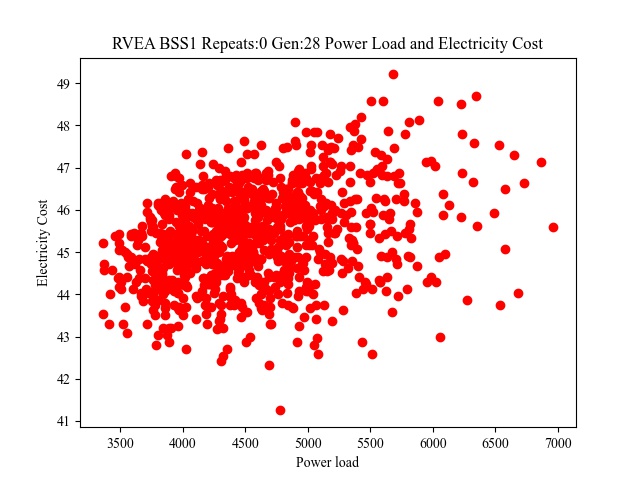 RVEA BSS1 Repeats:0 Gen:28 Power Load and Electricity Cost
49
48
47
46
45
44
43
42
41
Electricity Cost
3500 4000 4500 5000 5500 6000 6500 7000
Power load